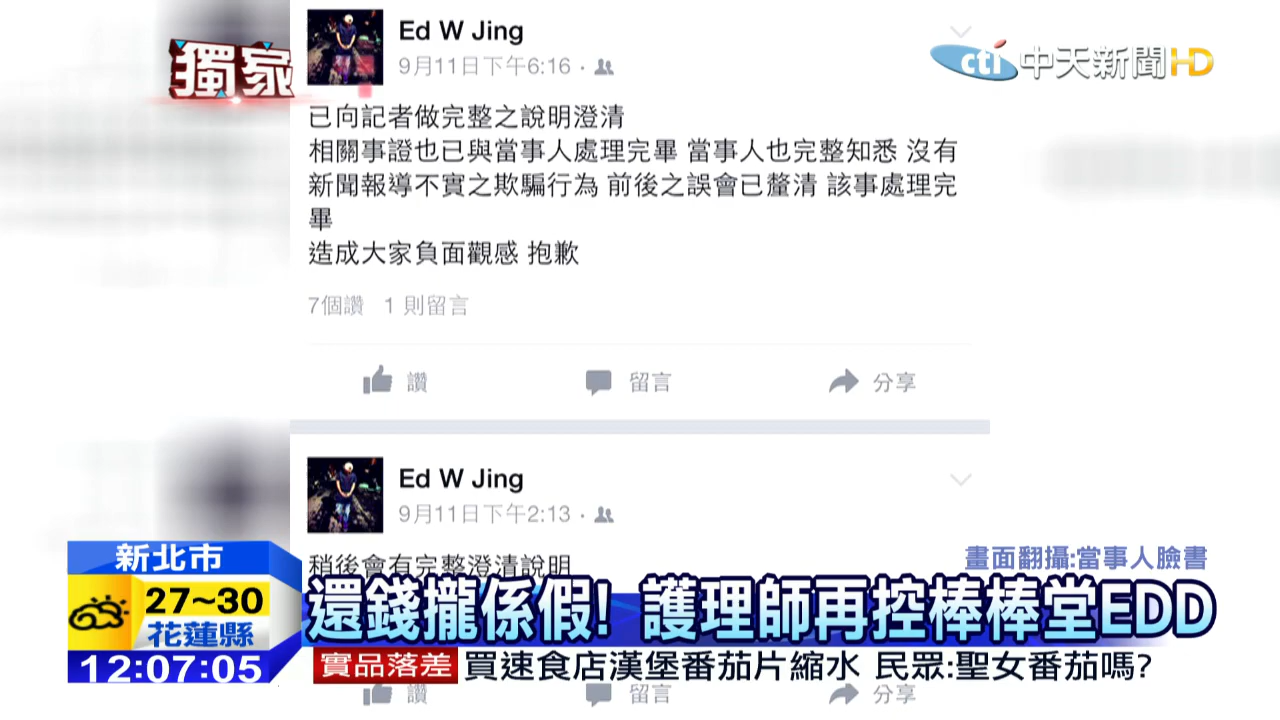 獨家
cti 中天新聞HD
Ed W Jing
9月11日下午6:16
已向記者做完整之說明澄清
相關事證也已與當事人處理完畢 當事人也完整知悉 沒有
新聞報導不實之欺騙行為 前後之誤會已釐清 該事處理完
畢
造成大家負面觀感 抱歉
7個讚 1 則留言
讚 留言 分享
Ed W Jing
9月11日下午2:13
稍後會有完整澄清說明
畫面翻攝:當事人臉書
新北市
27~30
花蓮縣
12:07:05
還錢攏係假! 護理師再控棒棒堂EDD
實品落差 買速食店漢堡番茄片縮水 民眾:聖女番茄嗎?
讚 留言 分享